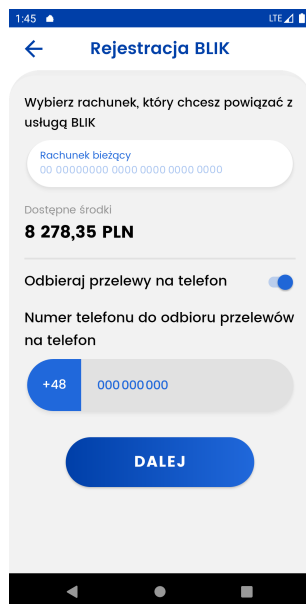 1:45 LTE
Rejestracja BLIK
Wybierz rachunek, który chcesz powiązać z
usługą BLIK
Rachunek bieżący
00 00000000 0000 0000 0000 0000
Dostępne środki
8 278,35 PLN
Odbieraj przelewy na telefon
Numer telefonu do odbioru przelewów
na telefon
+48 000 000 000
DALEJ